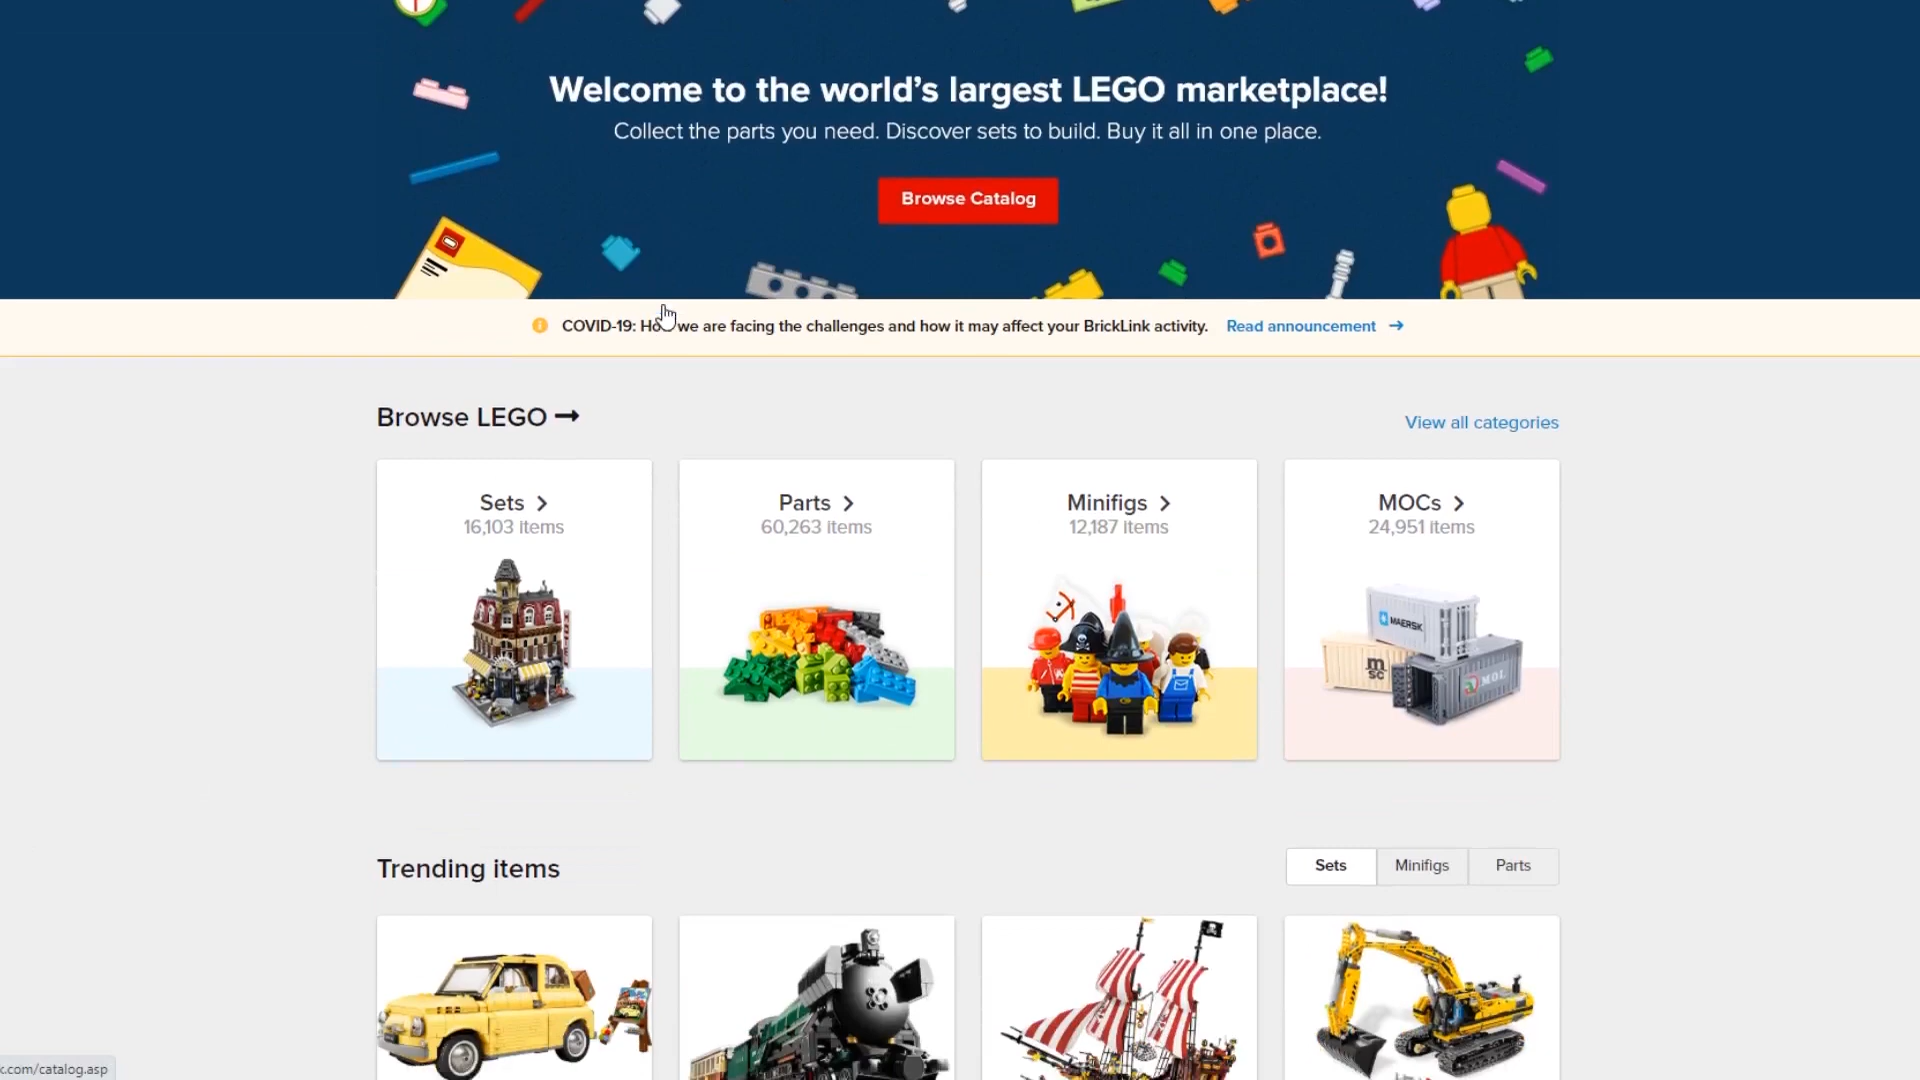 Welcome to the world's largest LEGO marketplace!
Collect the parts you need. Discover sets to build. Buy it all in one place.
Browse Catalog
COVID-19: How we are facing the challenges and how it may affect your BrickLink activity. Read announcement →
Browse LEGO →
View all categories
Sets >
16,103 items
Parts >
60,263 items
Minifigs >
12,187 items
MOCs >
24,951 items
MAERSK
m
sc
MOL
Trending items
Sets
Minifigs
Parts
k.com/catalog.asp